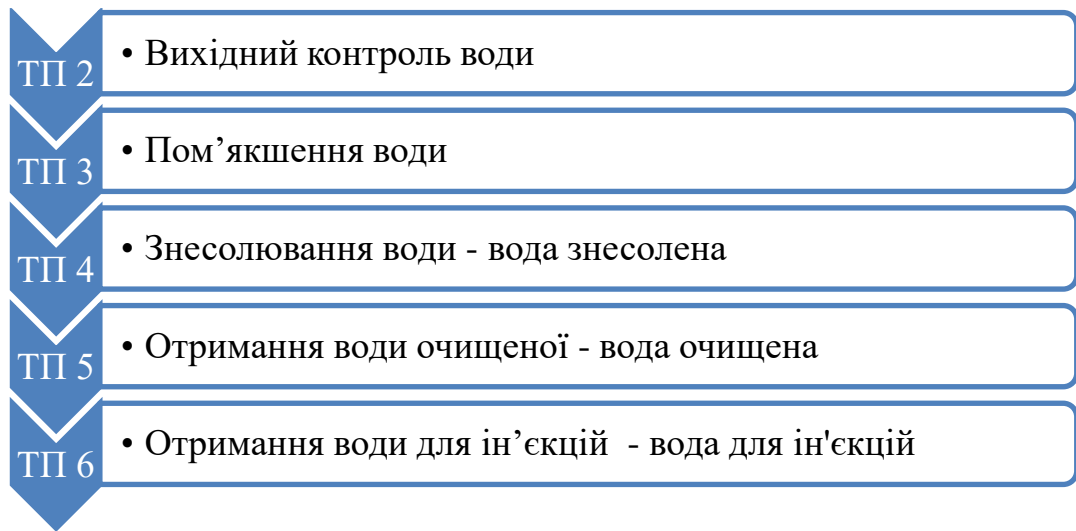 ТП 2
• Вихідний контроль води
ТП 3
• Пом’якшення води
ТП 4
• Знесолювання води - вода знесолена
ТП 5
• Отримання води очищеної - вода очищена
ТП 6
• Отримання води для ін’єкцій - вода для ін'єкцій